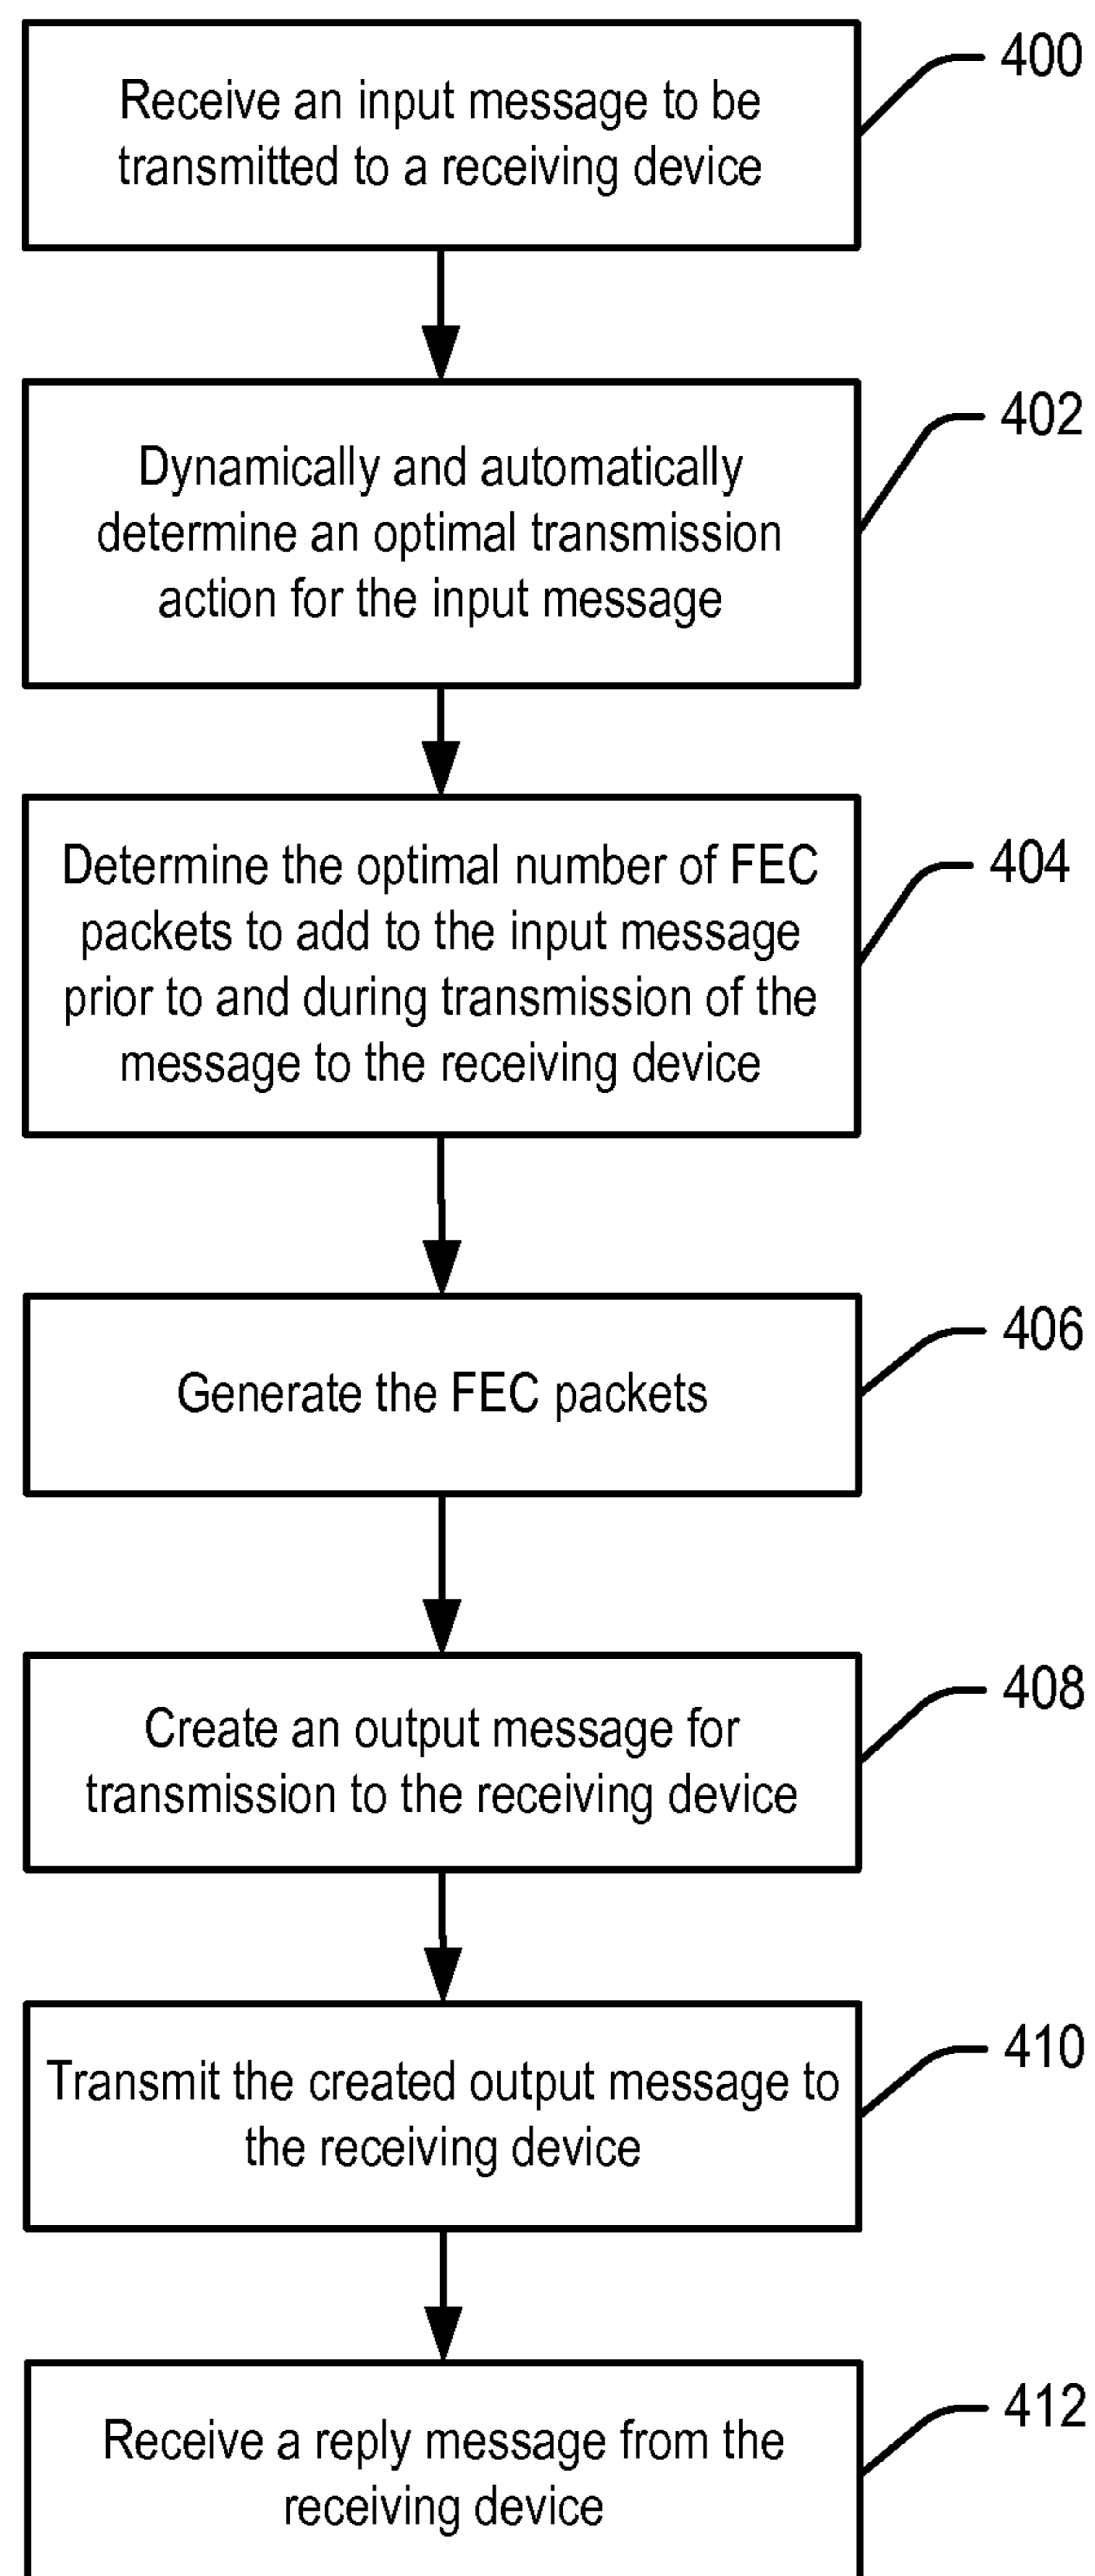 Receive an input message to be
transmitted to a receiving device
400
Dynamically and automatically
determine an optimal transmission
action for the input message
402
Determine the optimal number of FEC
packets to add to the input message
prior to and during transmission of the
message to the receiving device
404
Generate the FEC packets
406
Create an output message for
transmission to the receiving device
408
Transmit the created output message to
the receiving device
410
Receive a reply message from the
receiving device
412